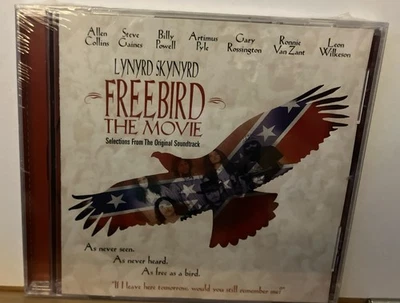 Allen Steve Billy Artimus Gary Ronnie Leon
Collins Gaines Powell Pyle Rossington Van Zant Wilkeson
LYNYRD SKYNYRD
FREEBIRD
THE MOVIE
Selections From The Original Soundtrack
As never seen.
As never heard.
As free as a bird.
"If I leave here tomorrow, would you still remember me?"